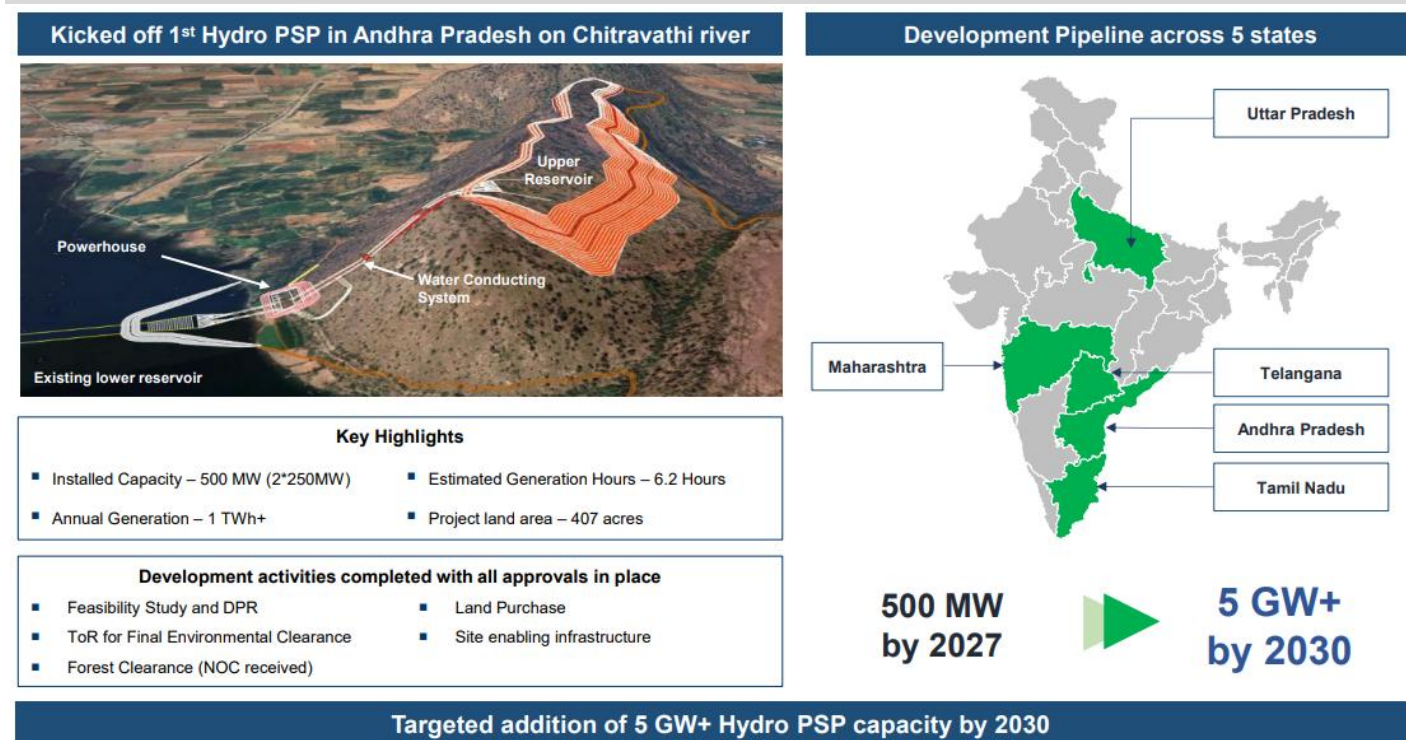 Kicked off 1st Hydro PSP in Andhra Pradesh on Chitravathi river
Upper
Reservoir
Powerhouse
Water Conducting
System
Existing lower reservoir
Key Highlights
▪ Installed Capacity – 500 MW (2*250MW)
▪ Estimated Generation Hours – 6.2 Hours
▪ Annual Generation – 1 TWh+
▪ Project land area – 407 acres
Development activities completed with all approvals in place
▪ Feasibility Study and DPR
▪ Land Purchase
▪ ToR for Final Environmental Clearance
▪ Site enabling infrastructure
▪ Forest Clearance (NOC received)
Development Pipeline across 5 states
Uttar Pradesh
Maharashtra
Telangana
Andhra Pradesh
Tamil Nadu
500 MW
by 2027
5 GW+
by 2030
Targeted addition of 5 GW+ Hydro PSP capacity by 2030